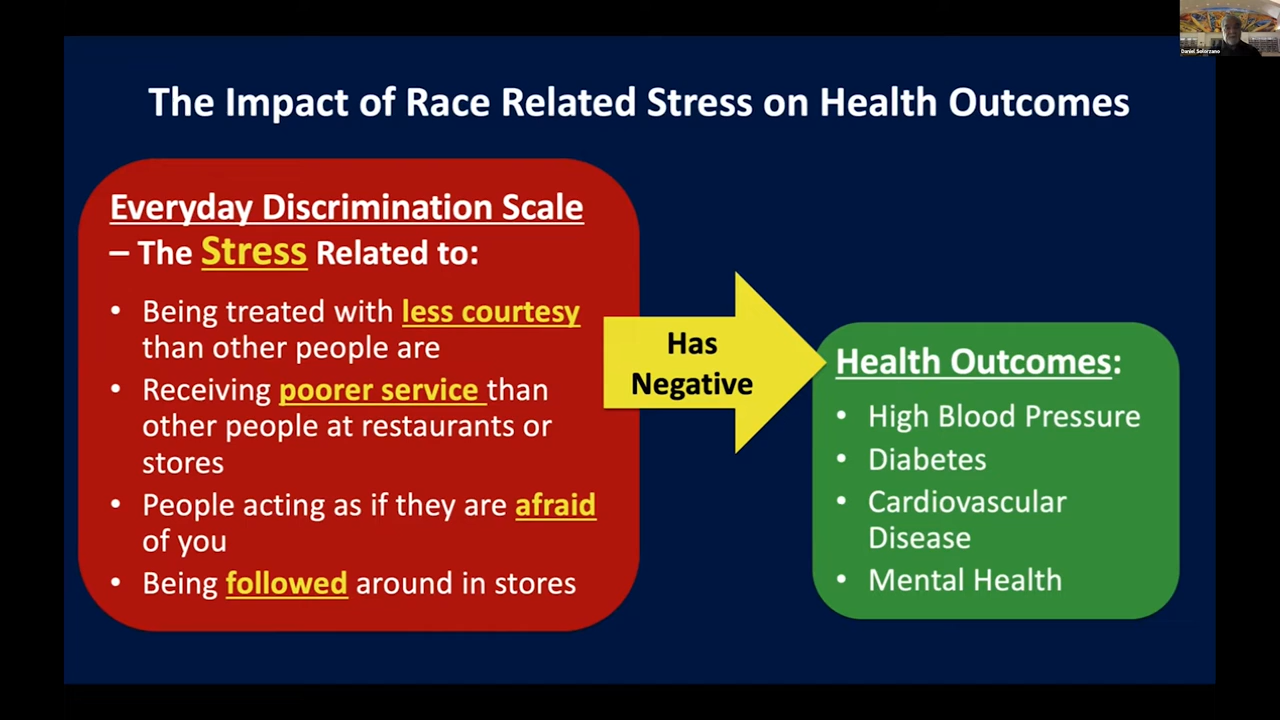 Daniel Solorzano
The Impact of Race Related Stress on Health Outcomes
Everyday Discrimination Scale
– The Stress Related to:
• Being treated with less courtesy
than other people are
• Receiving poorer service than
other people at restaurants or
stores
• People acting as if they are afraid
of you
• Being followed around in stores
Has
Negative
Health Outcomes:
• High Blood Pressure
• Diabetes
• Cardiovascular
Disease
• Mental Health